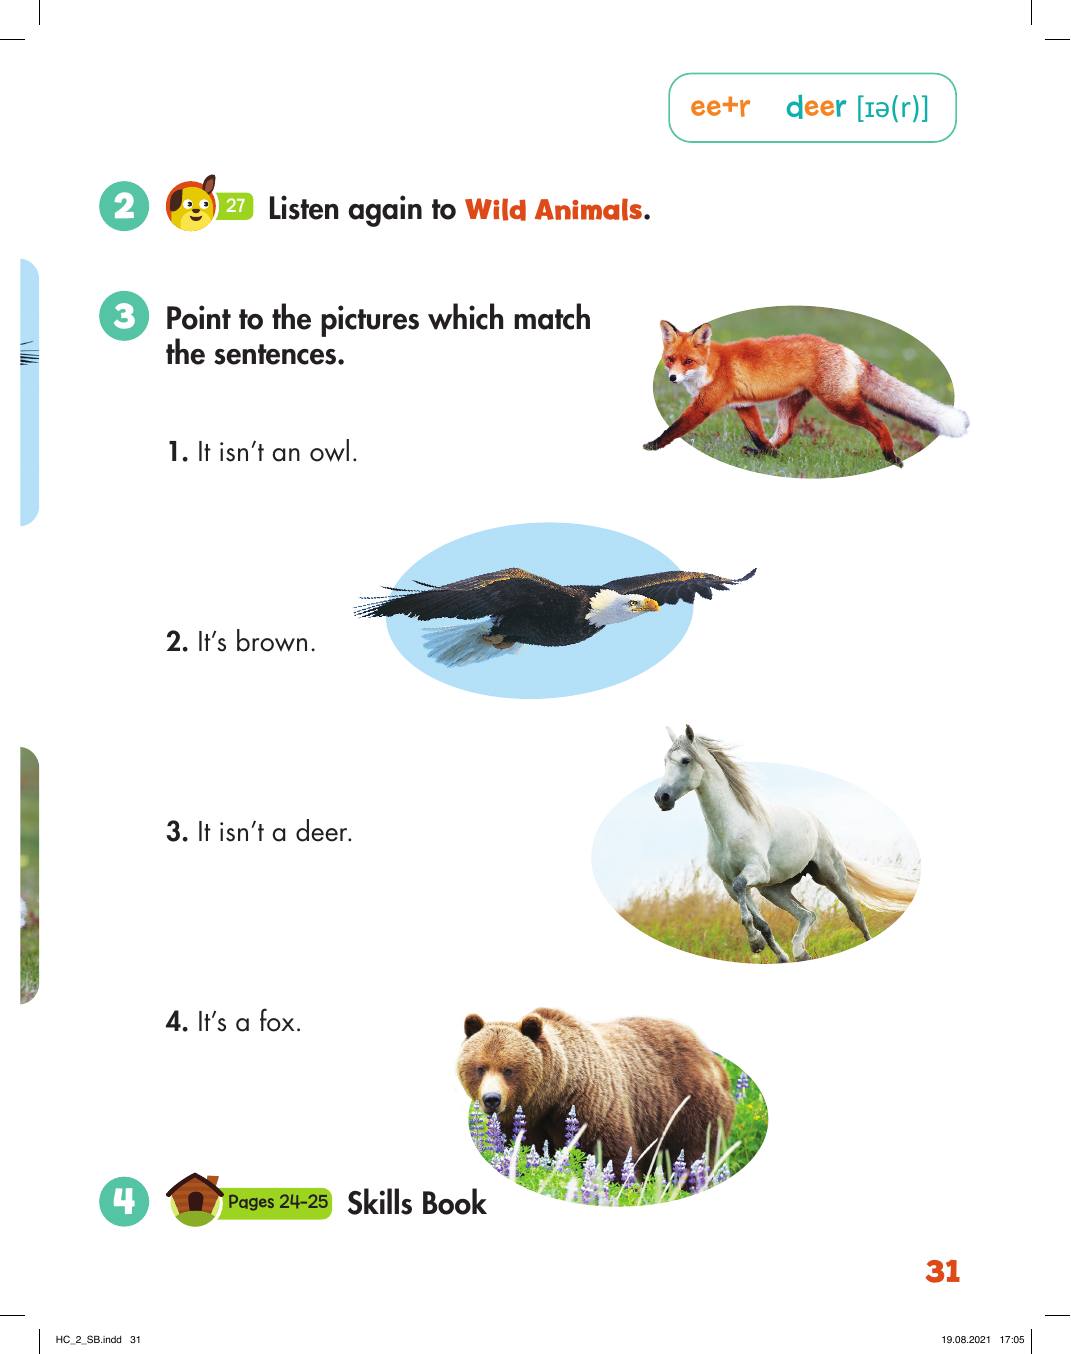 ee+r deer [ɪə(r)]
2 27 Listen again to Wild Animals.
3 Point to the pictures which match
the sentences.
1. It isn't an owl.
2. It's brown.
3. It isn't a deer.
4. It's a fox.
4 Pages 24–25 Skills Book
31
HC_2_SB.indd 31 19.08.2021 17:05